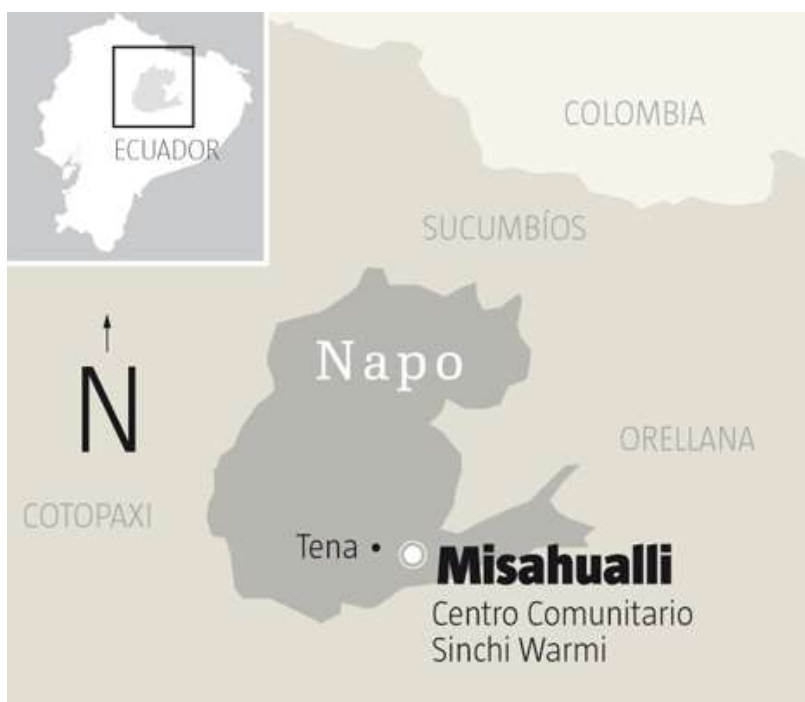 ECUADOR
COLOMBIA
SUCUMBÍOS
Napo
N
ORELLANA
COTOPAXI
Tena
Misahualli
Centro Comunitario
Sinchi Warmi